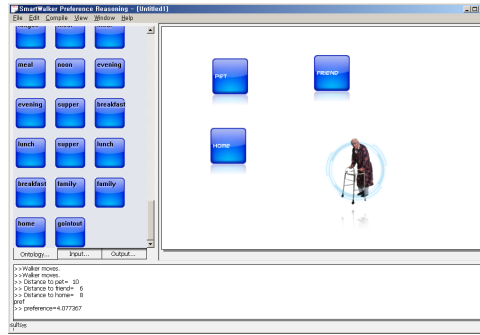 SmartWalker Preference Reasoning - (Untitled1)
File Edit Compile View Window Help
meal noon evening
evening supper breakfast
lunch supper lunch
breakfast family family
home gointout
PET
FRIEND
HOME
Ontology... Input... Output...
>>Walker moves.
>>Walker moves.
>> Distance to pet= 10
>> Distance to friend= 6
>> Distance to home= 8
pref
>> preference=4.077367